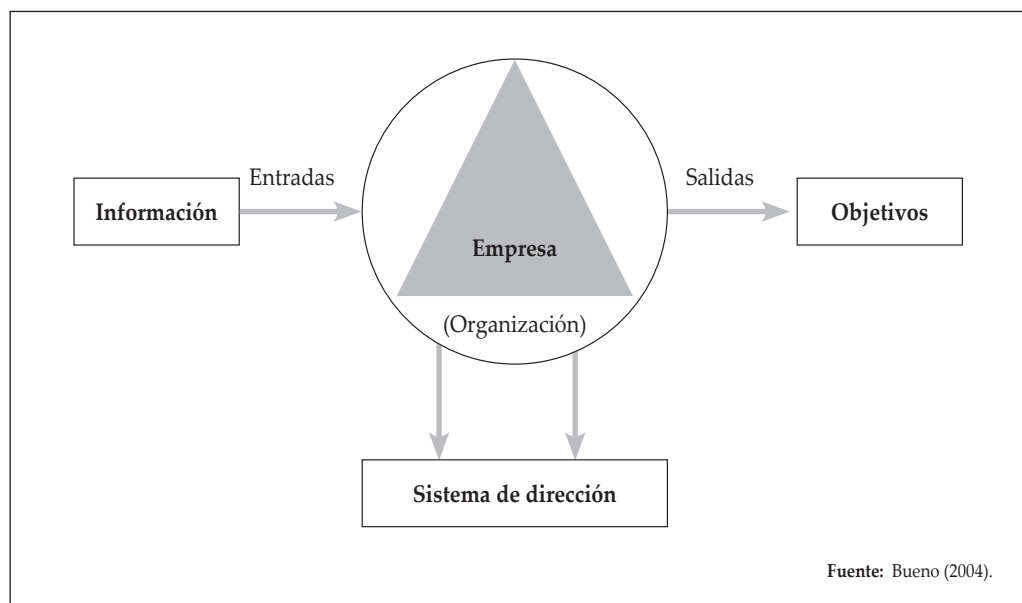 Entradas
Salidas
Información
Objetivos
Empresa
(Organización)
Sistema de dirección
Fuente: Bueno (2004).